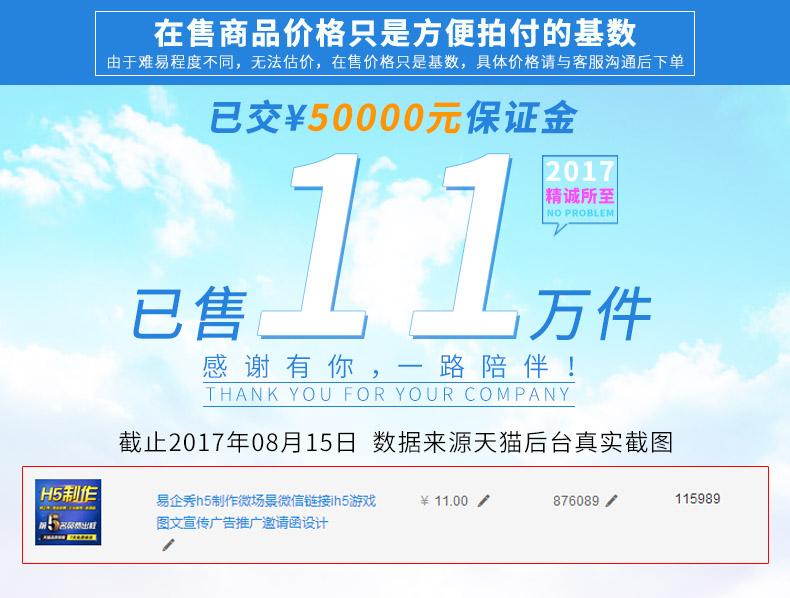 在售商品价格只是方便拍付的基数
由于难易程度不同，无法估价，在售价格只是基数，具体价格请与客服沟通后下单
已交¥50000元保证金
2017
精诚所至
NO PROBLEM
已售11万件
感谢有你，一路陪伴！
THANK YOU FOR YOUR COMPANY
截止2017年08月15日 数据来源天猫后台真实截图
H5制作
易企秀h5制作微场景微信链接ih5游戏
图文宣传广告推广邀请函设计
¥ 11.00
876089
115989